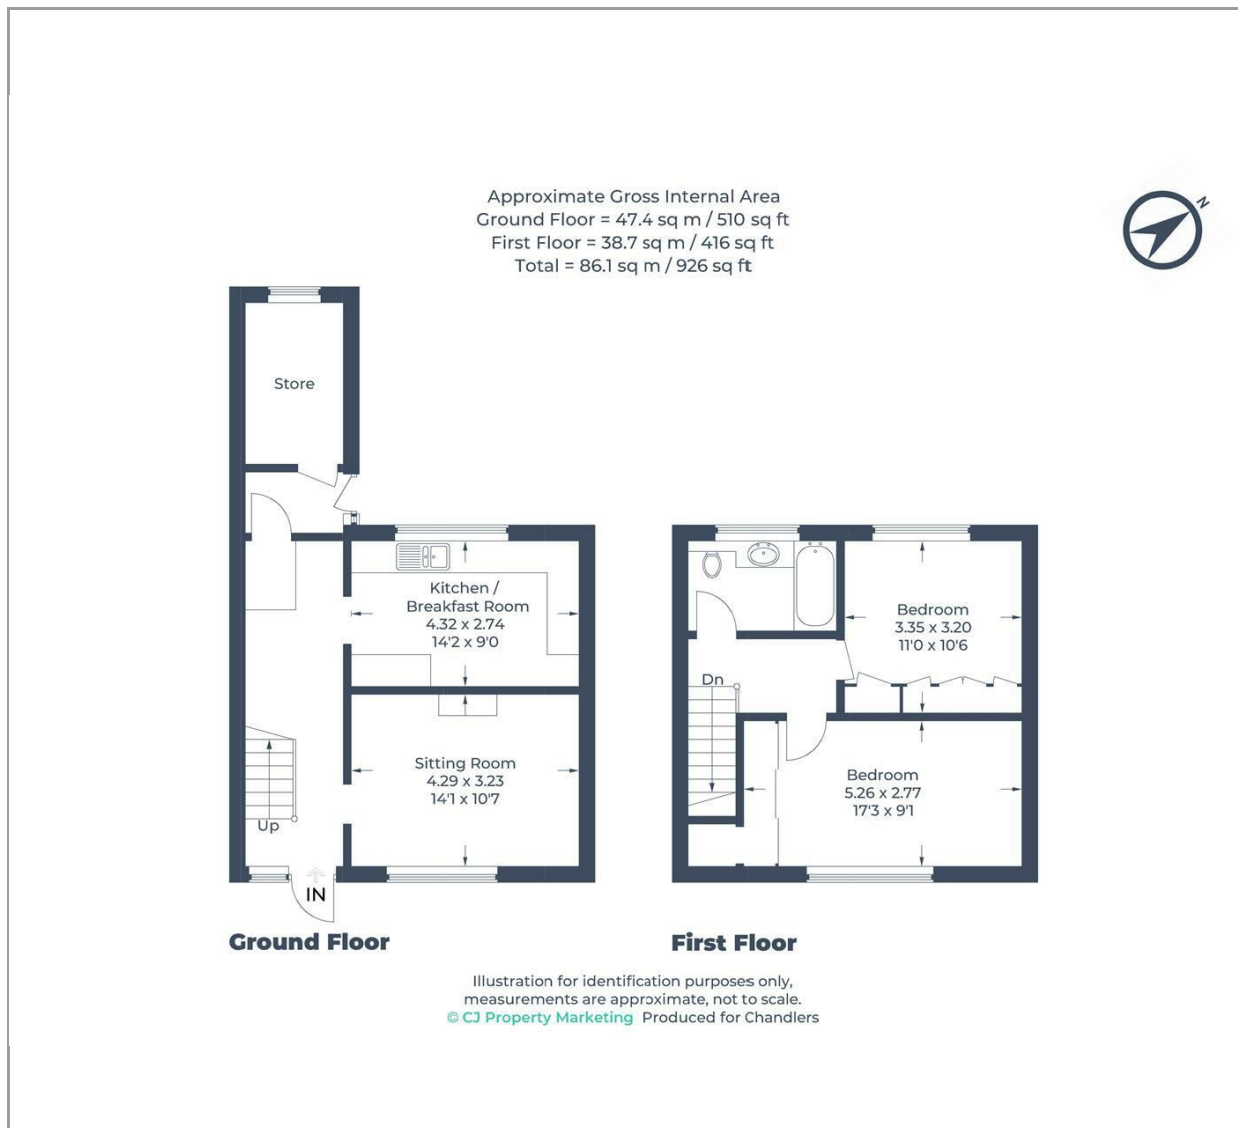 Approximate Gross Internal Area
Ground Floor = 47.4 sq m / 510 sq ft
First Floor = 38.7 sq m / 416 sq ft
Total = 86.1 sq m / 926 sq ft
N
Store
Kitchen /
Breakfast Room
4.32 x 2.74
14'2 x 9'0
Sitting Room
4.29 x 3.23
14'1 x 10'7
Up
IN
Ground Floor
Bedroom
3.35 x 3.20
11'0 x 10'6
Dn
Bedroom
5.26 x 2.77
17'3 x 9'1
First Floor
Illustration for identification purposes only,
measurements are approximate, not to scale.
© CJ Property Marketing Produced for Chandlers